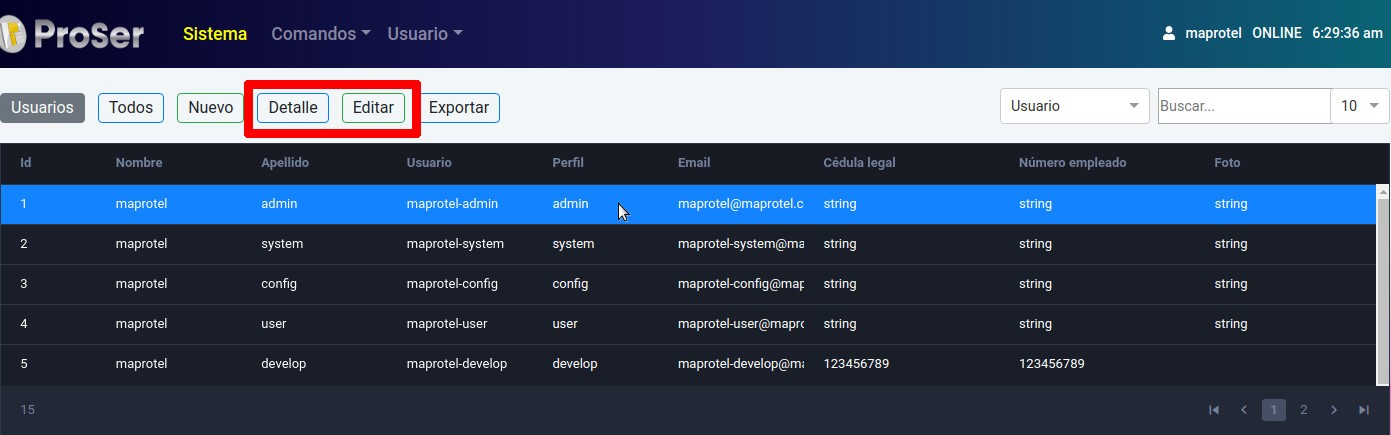 ProSer Sistema Comandos Usuario maprotel ONLINE 6:29:36 am
Usuarios Todos Nuevo Detalle Editar Exportar Usuario Buscar... 10
Id Nombre Apellido Usuario Perfil Email Cédula legal Número empleado Foto
1 maprotel admin maprotel-admin admin maprotel@maprotel.c string string string
2 maprotel system maprotel-system system maprotel-system@ma string string string
3 maprotel config maprotel-config config maprotel-config@map string string string
4 maprotel user maprotel-user user maprotel-user@mapro string string string
5 maprotel develop maprotel-develop develop maprotel-develop@ma 123456789 123456789
15 1 2